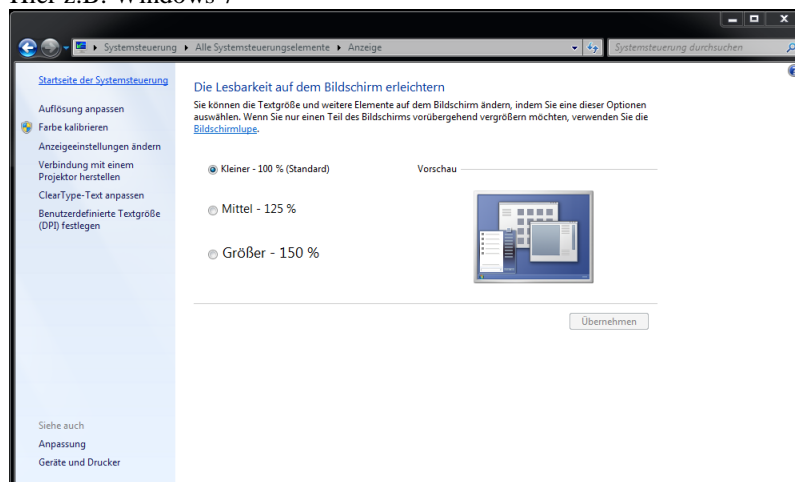 Systemsteuerung ▸ Alle Systemsteuerungselemente ▸ Anzeige
Systemsteuerung durchsuchen
Startseite der Systemsteuerung
Auflösung anpassen
Farbe kalibrieren
Anzeigeeinstellungen ändern
Verbindung mit einem
Projektor herstellen
ClearType-Text anpassen
Benutzerdefinierte Textgröße
(DPI) festlegen
Siehe auch
Anpassung
Geräte und Drucker
Die Lesbarkeit auf dem Bildschirm erleichtern
Sie können die Textgröße und weitere Elemente auf dem Bildschirm ändern, indem Sie eine dieser Optionen
auswählen. Wenn Sie nur einen Teil des Bildschirms vorübergehend vergrößern möchten, verwenden Sie die
Bildschirmlupe.
Kleiner - 100 % (Standard)
Vorschau
Mittel - 125 %
Größer - 150 %
Übernehmen